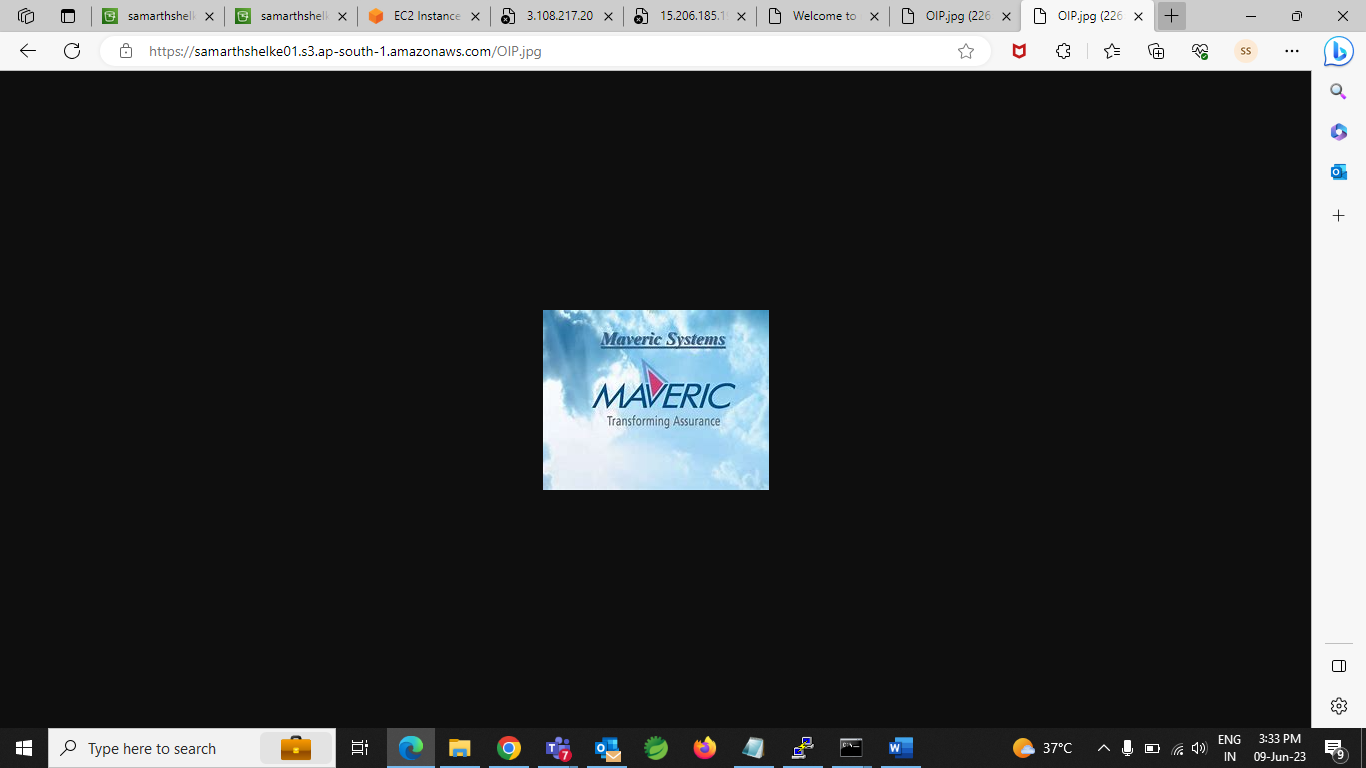 samarthshelk
samarthshelk
EC2 Instance
3.108.217.20
15.206.185.1
Welcome to
OIP.jpg (226
OIP.jpg (226
https://samarthshelke01.s3.ap-south-1.amazonaws.com/OIP.jpg
SS
Maveric Systems
MAVERIC
Transforming Assurance
Type here to search
7
37°C
ENG
IN
3:33 PM
09-Jun-23
9